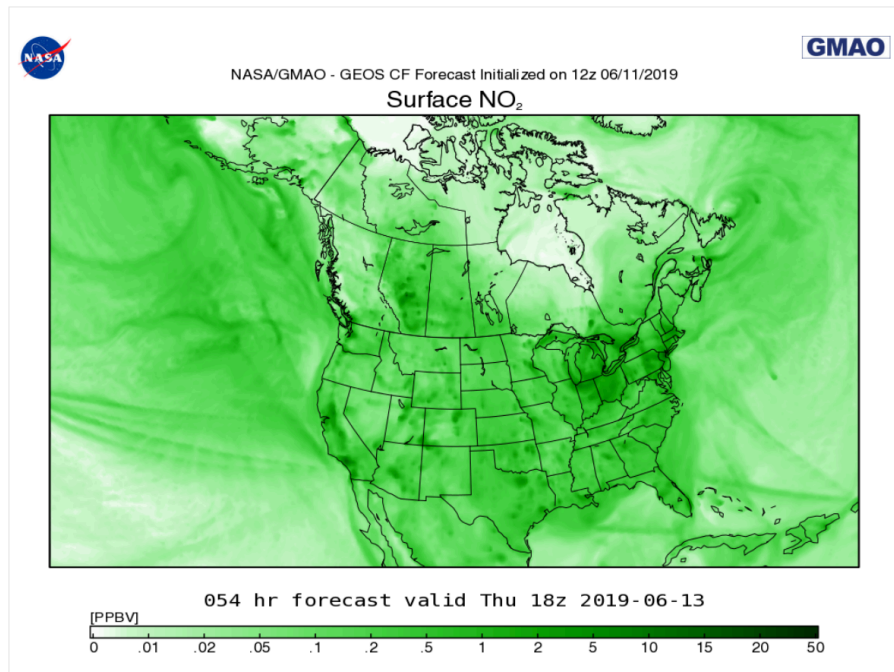 NASA
GMAO
NASA/GMAO - GEOS CF Forecast Initialized on 12z 06/11/2019
Surface NO₂
054 hr forecast valid Thu 18z 2019-06-13
[PPBV]
0 .01 .02 .05 .1 .2 .5 1 2 5 10 15 20 50